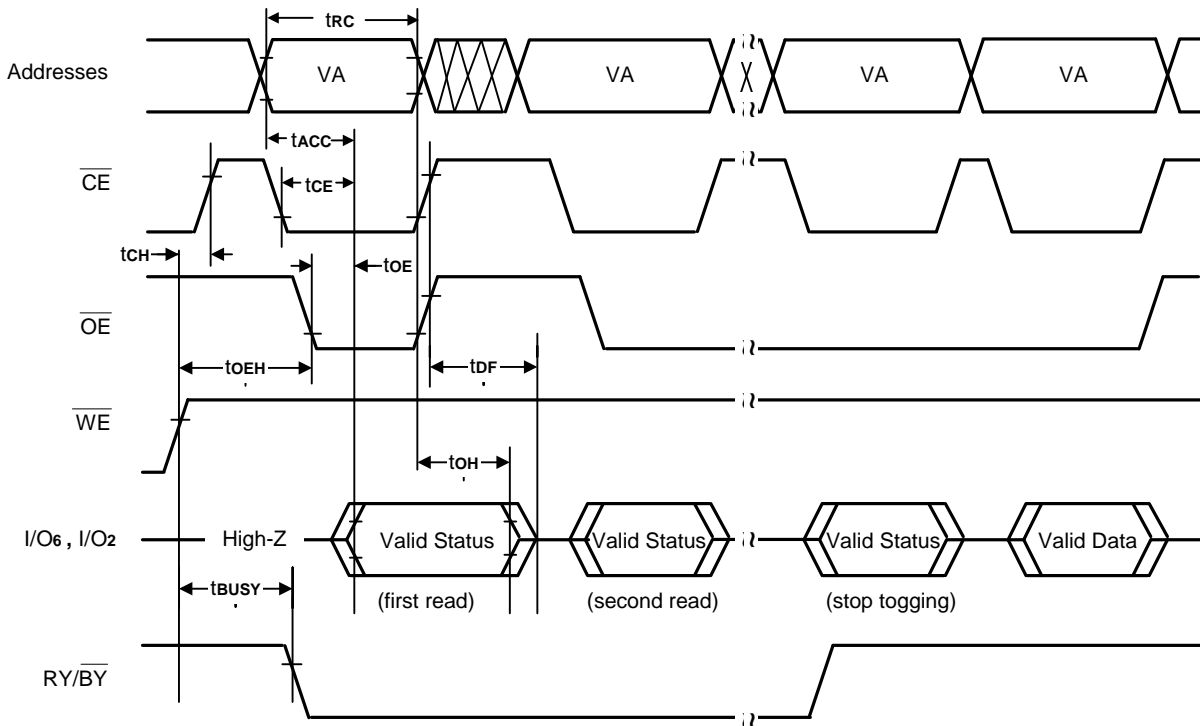 tRC
Addresses VA VA VA VA
tACC
CE tCE
tCH tOE
OE
tOEH tDF
WE
tOH
I/O6 , I/O2 High-Z Valid Status Valid Status Valid Status Valid Data
tBUSY (first read) (second read) (stop togging)
RY/BY